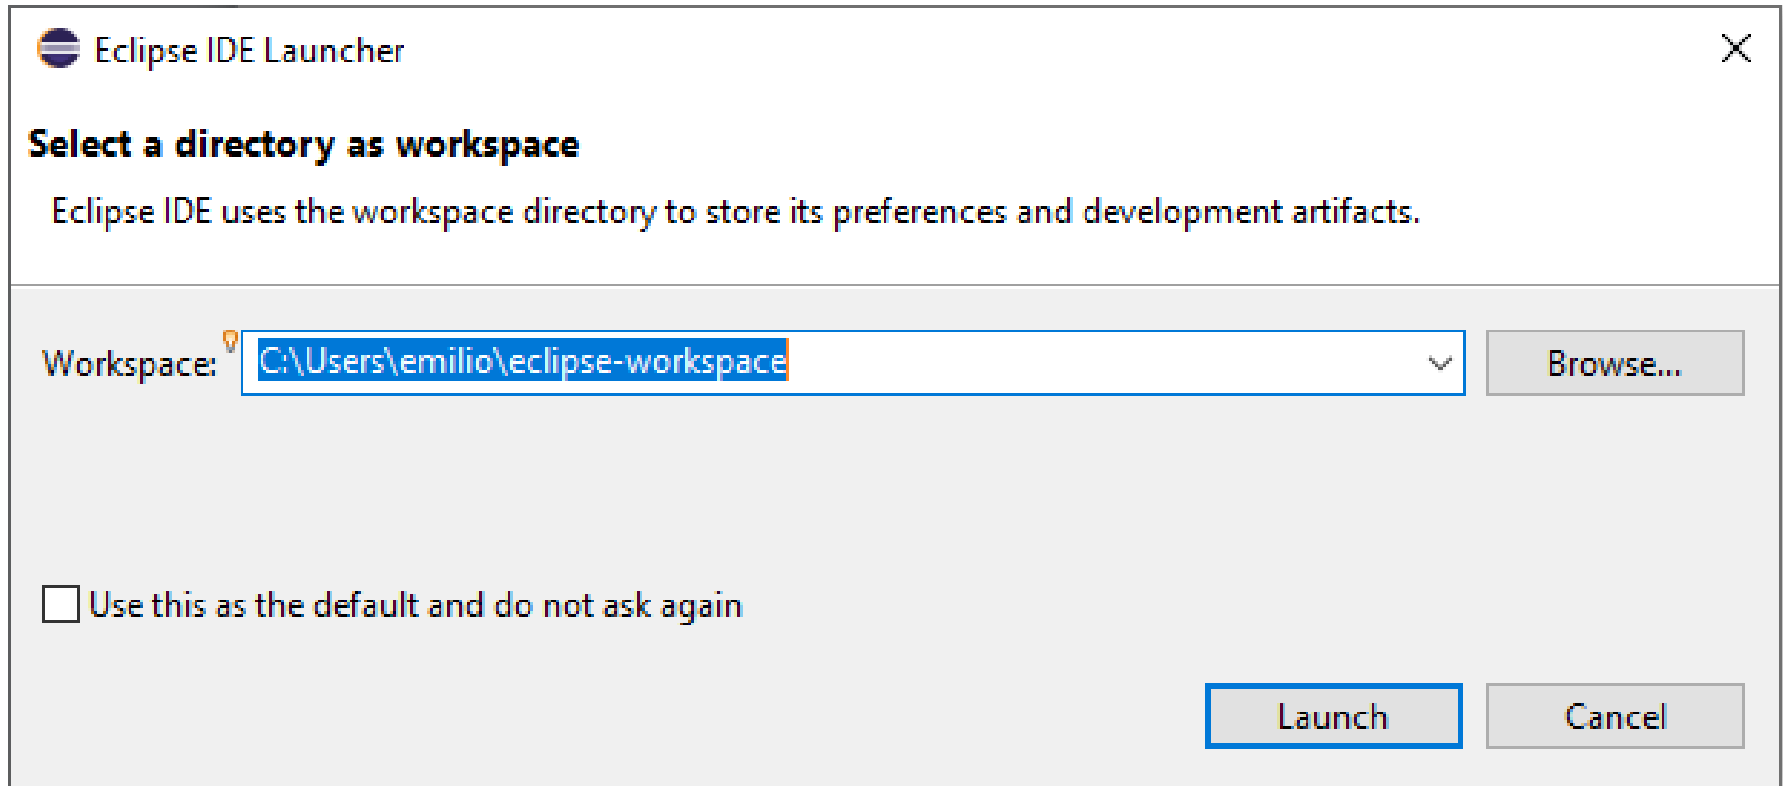 Eclipse IDE Launcher
Select a directory as workspace
Eclipse IDE uses the workspace directory to store its preferences and development artifacts.
Workspace: C:\Users\emilio\eclipse-workspace Browse...
Use this as the default and do not ask again
Launch Cancel